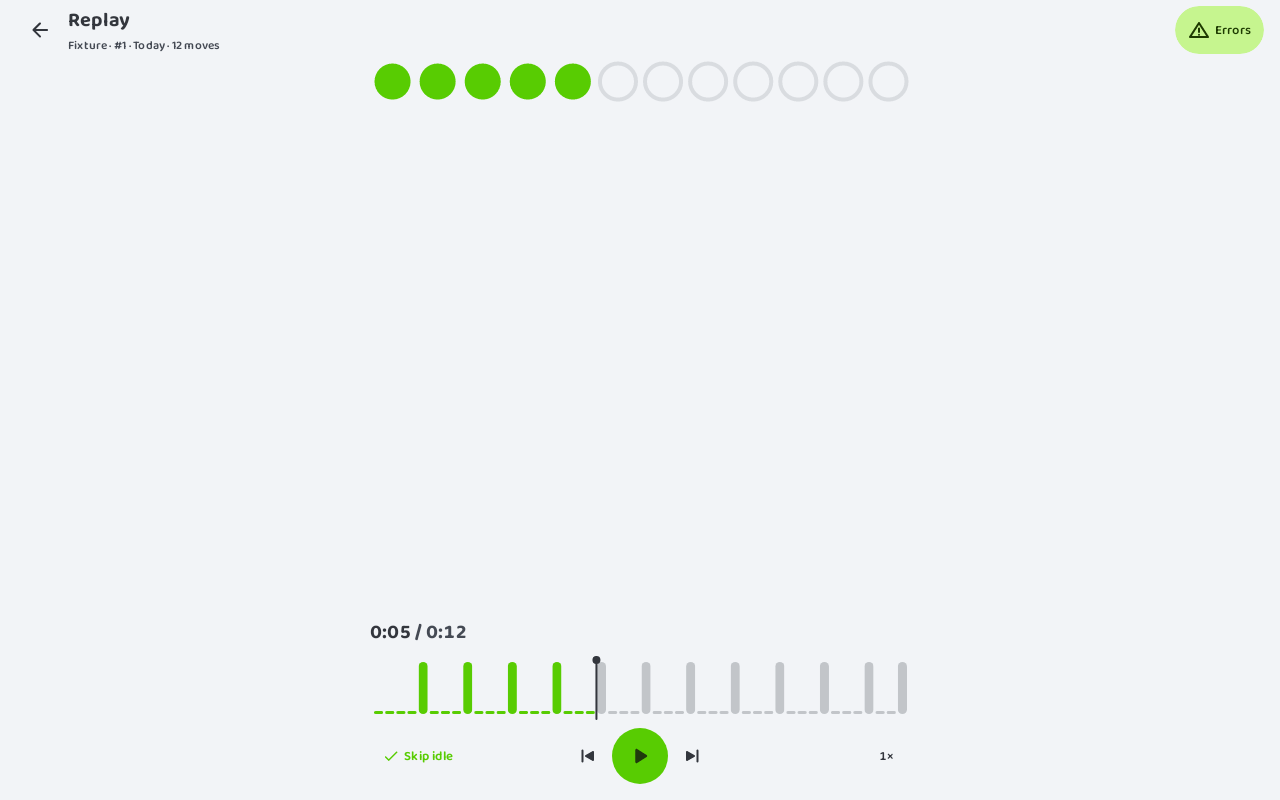 Replay
Fixture · #1 · Today · 12 moves
Errors
0:05 / 0:12
Skip idle
1×